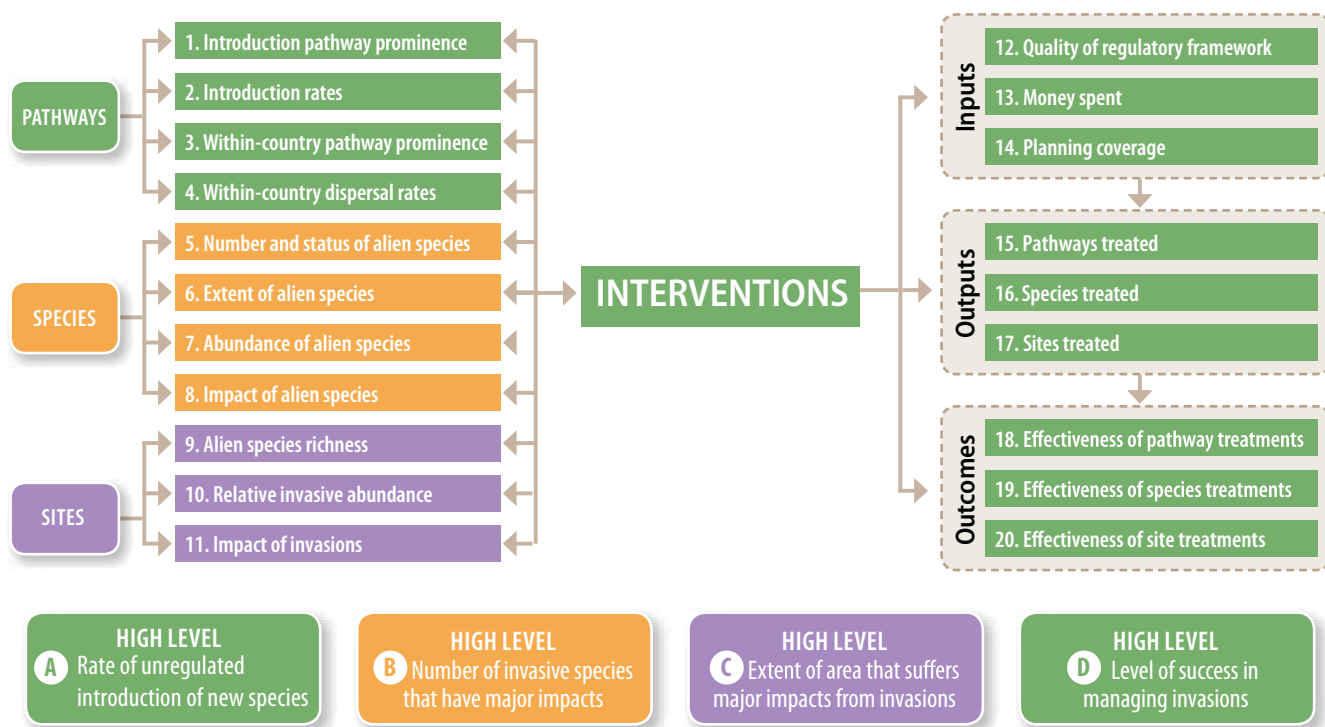 PATHWAYS
1. Introduction pathway prominence
2. Introduction rates
3. Within-country pathway prominence
4. Within-country dispersal rates
SPECIES
5. Number and status of alien species
6. Extent of alien species
7. Abundance of alien species
8. Impact of alien species
SITES
9. Alien species richness
10. Relative invasive abundance
11. Impact of invasions
INTERVENTIONS
Inputs
12. Quality of regulatory framework
13. Money spent
14. Planning coverage
Outputs
15. Pathways treated
16. Species treated
17. Sites treated
Outcomes
18. Effectiveness of pathway treatments
19. Effectiveness of species treatments
20. Effectiveness of site treatments
HIGH LEVEL
A Rate of unregulated
introduction of new species
HIGH LEVEL
B Number of invasive species
that have major impacts
HIGH LEVEL
C Extent of area that suffers
major impacts from invasions
HIGH LEVEL
D Level of success in
managing invasions